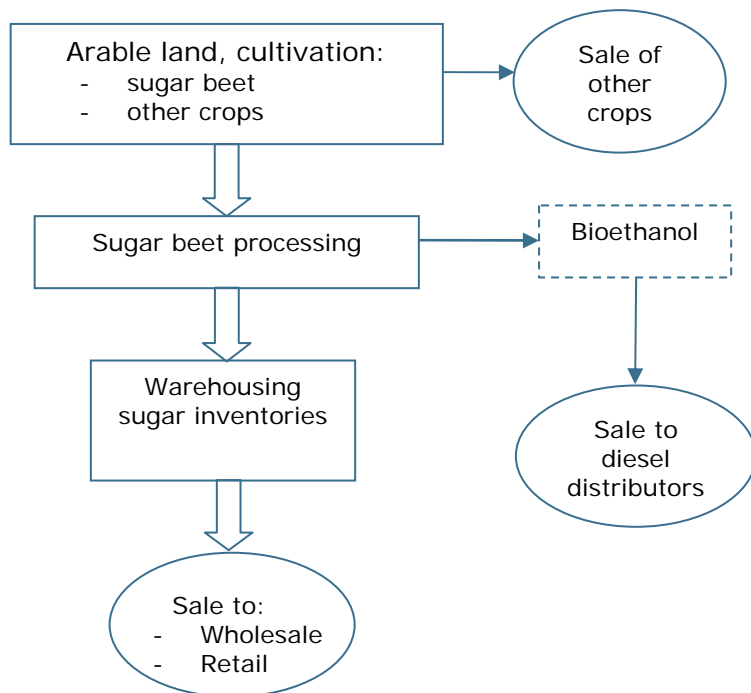 Arable land, cultivation:
- sugar beet
- other crops
Sale of
other
crops
Sugar beet processing
Bioethanol
Warehousing
sugar inventories
Sale to
diesel
distributors
Sale to:
- Wholesale
- Retail